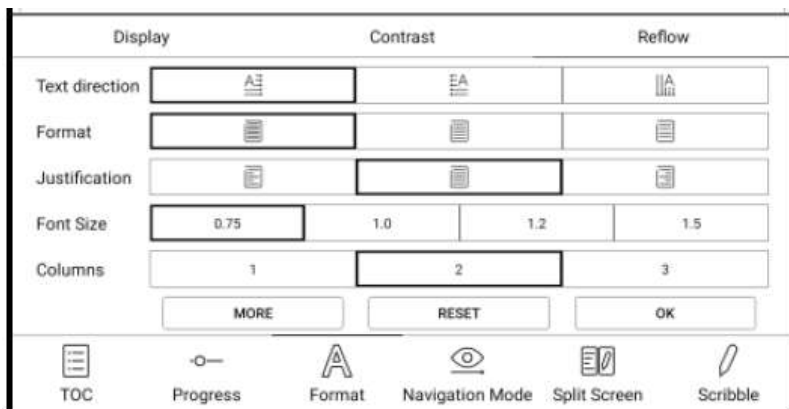 Display Contrast Reflow
Text direction
Format
Justification
Font Size 0.75 1.0 1.2 1.5
Columns 1 2 3
MORE RESET OK
TOC Progress Format Navigation Mode Split Screen Scribble